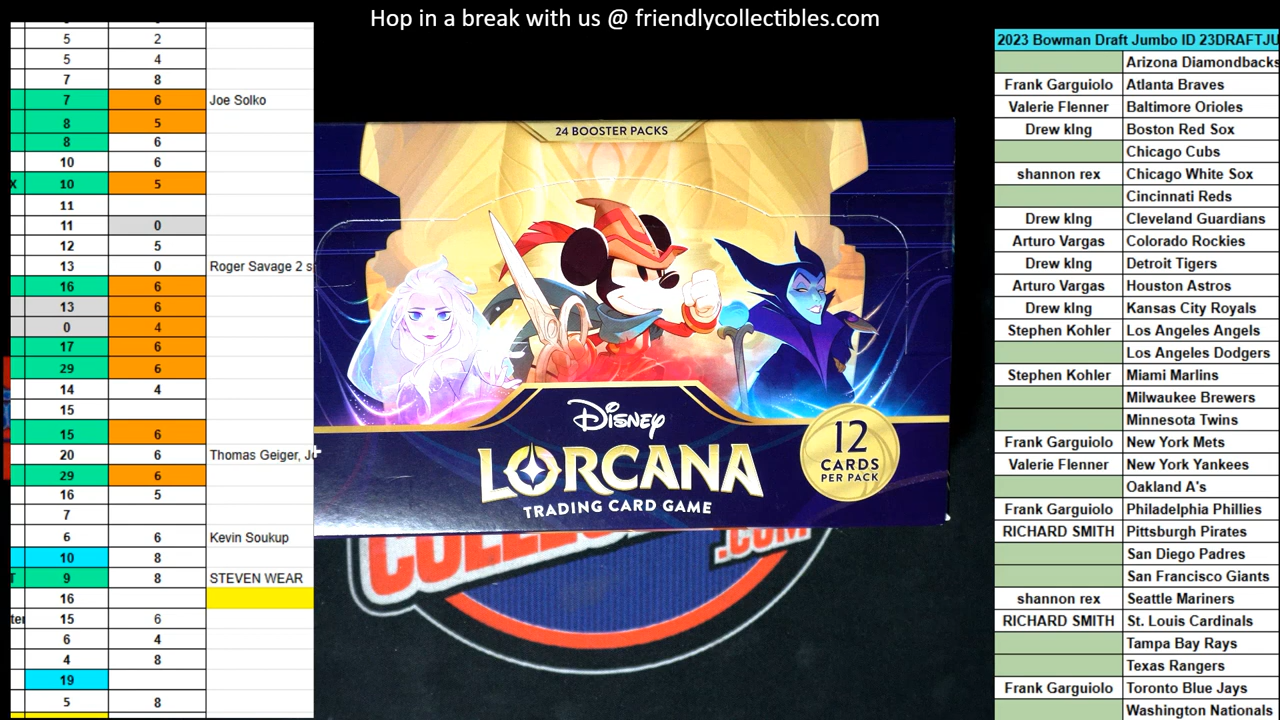 Hop in a break with us @ friendlycollectibles.com
5 2
5 4
7 8
7 6 Joe Solko
8 5
8 6
10 6
X 10 5
11
11 0
12 5
13 0 Roger Savage 2 s
16 6
13 6
0 4
17 6
29 6
14 4
15
15 6
20 6 Thomas Geiger, Jo
29 6
16 5
7
6 6 Kevin Soukup
10 8
T 9 8 STEVEN WEAR
16
ter 15 6
6 4
4 8
19
5 8
24 BOOSTER PACKS
Disney
LORCANA
TRADING CARD GAME
12
CARDS
PER PACK
.COM
2023 Bowman Draft Jumbo ID 23DRAFTJU
Arizona Diamondbacks
Frank Garguiolo Atlanta Braves
Valerie Flenner Baltimore Orioles
Drew kIng Boston Red Sox
Chicago Cubs
shannon rex Chicago White Sox
Cincinnati Reds
Drew kIng Cleveland Guardians
Arturo Vargas Colorado Rockies
Drew kIng Detroit Tigers
Arturo Vargas Houston Astros
Drew kIng Kansas City Royals
Stephen Kohler Los Angeles Angels
Los Angeles Dodgers
Stephen Kohler Miami Marlins
Milwaukee Brewers
Minnesota Twins
Frank Garguiolo New York Mets
Valerie Flenner New York Yankees
Oakland A's
Frank Garguiolo Philadelphia Phillies
RICHARD SMITH Pittsburgh Pirates
San Diego Padres
San Francisco Giants
shannon rex Seattle Mariners
RICHARD SMITH St. Louis Cardinals
Tampa Bay Rays
Texas Rangers
Frank Garguiolo Toronto Blue Jays
Washington Nationals